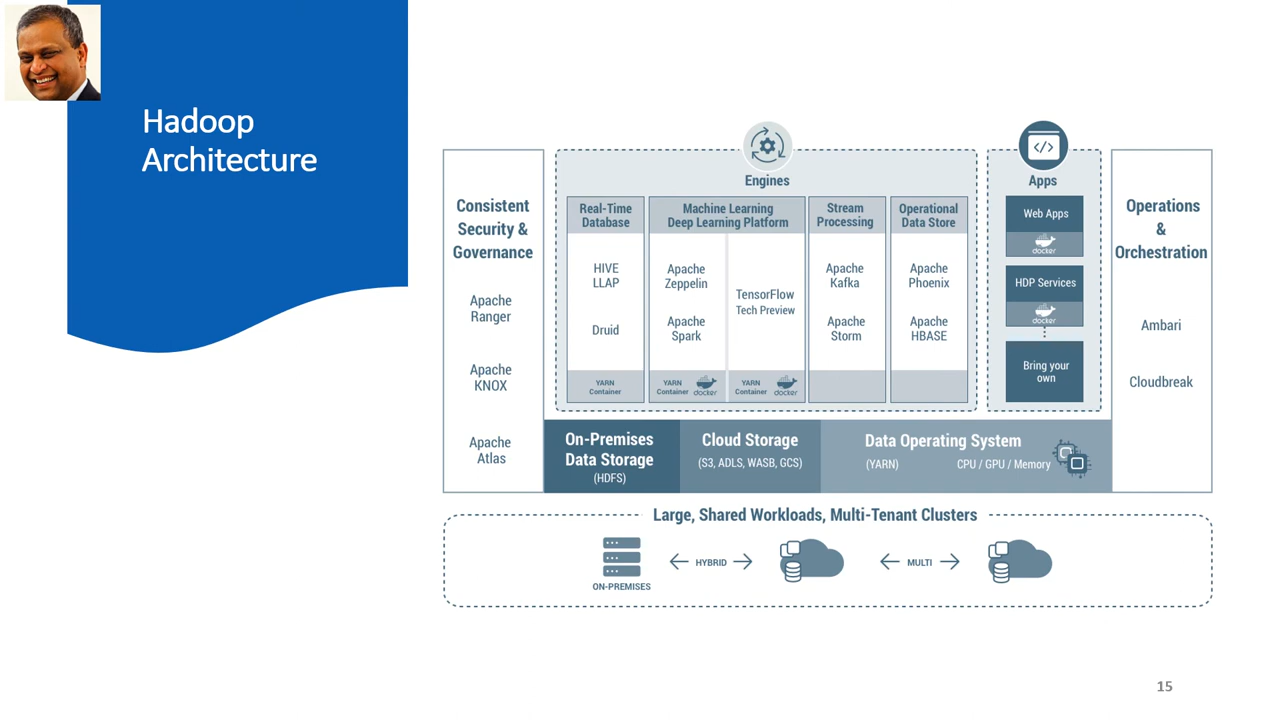 Hadoop
Architecture
Consistent
Security &
Governance
Apache
Ranger
Apache
KNOX
Apache
Atlas
Engines
Real-Time
Database
HIVE
LLAP
Druid
YARN
Container
Machine Learning
Deep Learning Platform
Apache
Zeppelin
Apache
Spark
YARN
Container
docker
TensorFlow
Tech Preview
YARN
Container
docker
Stream
Processing
Apache
Kafka
Apache
Storm
Operational
Data Store
Apache
Phoenix
Apache
HBASE
</>
Apps
Web Apps
docker
HDP Services
docker
Bring your
own
Operations
&
Orchestration
Ambari
Cloudbreak
On-Premises
Data Storage
(HDFS)
Cloud Storage
(S3, ADLS, WASB, GCS)
Data Operating System
(YARN) CPU / GPU / Memory
Large, Shared Workloads, Multi-Tenant Clusters
ON-PREMISES
HYBRID
MULTI
15